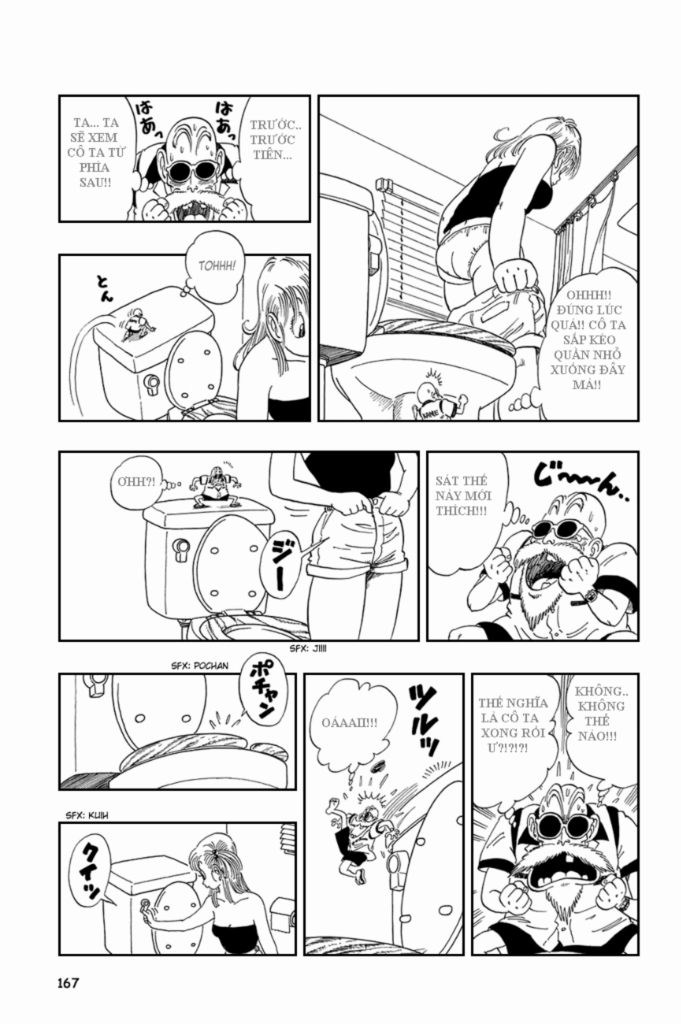 OHHH!!
ĐÚNG LÚC
QUÁ!! CÔ TA
SẮP KÉO
QUẦN NHỎ
XUỐNG ĐÂY
MÀ!!
TRƯỚC..
TRƯỚC
TIÊN...
はあっ
はあっ
TA... TA
SẼ XEM
CÔ TA TỪ
PHÍA
SAU!!
TOHHH!
とん
じ〜〜〜ん..
SÁT THẾ
NÀY MỚI
THÍCH!!!
ƠHH?!
ジー
SFX: JIIII
KHÔNG..
KHÔNG
THỂ
NÀO!!!
THẾ NGHĨA
LÀ CÔ TA
XONG RỒI
Ư?!?!?!
ツルッ
OÁAAII!!!
SFX: POCHAN
ポチャン
SFX: KUIH
クイッ
167